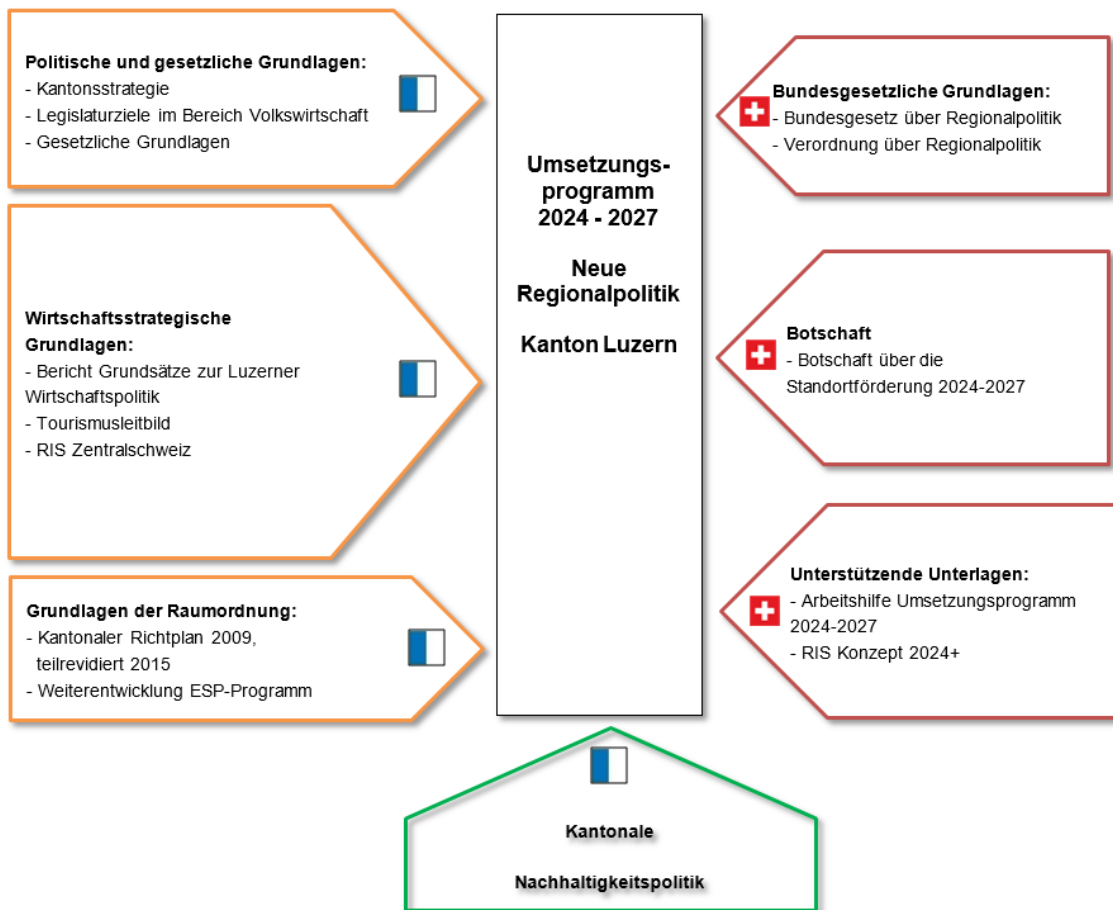 Politische und gesetzliche Grundlagen:
- Kantonsstrategie
- Legislaturziele im Bereich Volkswirtschaft
- Gesetzliche Grundlagen
Wirtschaftsstrategische
Grundlagen:
- Bericht Grundsätze zur Luzerner
Wirtschaftspolitik
- Tourismusleitbild
- RIS Zentralschweiz
Grundlagen der Raumordnung:
- Kantonaler Richtplan 2009,
teilrevidiert 2015
- Weiterentwicklung ESP-Programm
Umsetzungs-
programm
2024 - 2027
Neue
Regionalpolitik
Kanton Luzern
Bundesgesetzliche Grundlagen:
- Bundesgesetz über Regionalpolitik
- Verordnung über Regionalpolitik
Botschaft
- Botschaft über die
Standortförderung 2024-2027
Unterstützende Unterlagen:
- Arbeitshilfe Umsetzungsprogramm
2024-2027
- RIS Konzept 2024+
Kantonale
Nachhaltigkeitspolitik